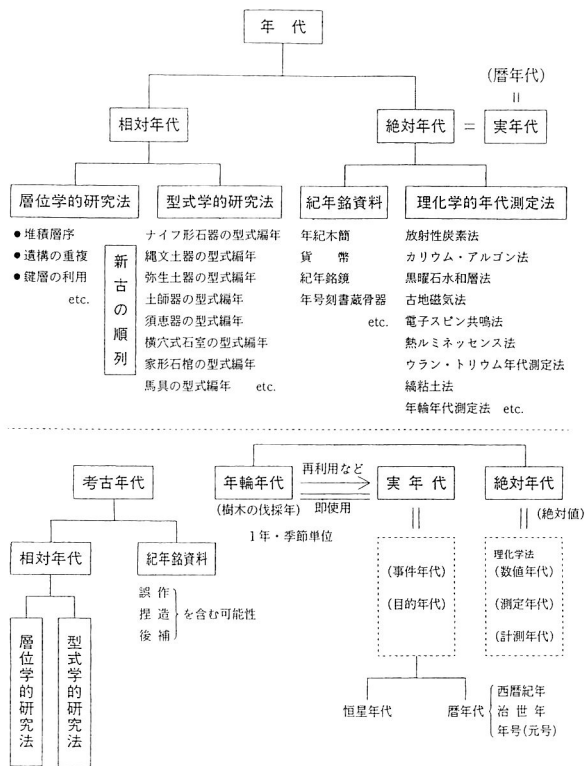 年代
(暦年代)
||
相対年代
絶対年代 = 実年代
層位学的研究法
型式学的研究法
紀年銘資料
理化学的年代測定法
●堆積層序
●遺構の重複
●鍵層の利用
etc.
新古の順列
ナイフ形石器の型式編年
縄文土器の型式編年
弥生土器の型式編年
土師器の型式編年
須恵器の型式編年
横穴式石室の型式編年
家形石棺の型式編年
馬具の型式編年 etc.
年紀木簡
貨幣
紀年銘鏡
年号刻書蔵骨器
etc.
放射性炭素法
カリウム・アルゴン法
黒曜石水和層法
古地磁気法
電子スピン共鳴法
熱ルミネッセンス法
ウラン・トリウム年代測定法
縞粘土法
年輪年代測定法 etc.
考古年代
相対年代
紀年銘資料
層位学的研究法
型式学的研究法
誤作
捏造
後補
を含む可能性
年輪年代
(樹木の伐採年)
1年・季節単位
再利用など
即使用
実年代
絶対年代
(絶対値)
(事件年代)
(目的年代)
理化学法
(数値年代)
(測定年代)
(計測年代)
恒星年代
暦年代
西暦紀年
治世年
年号(元号)